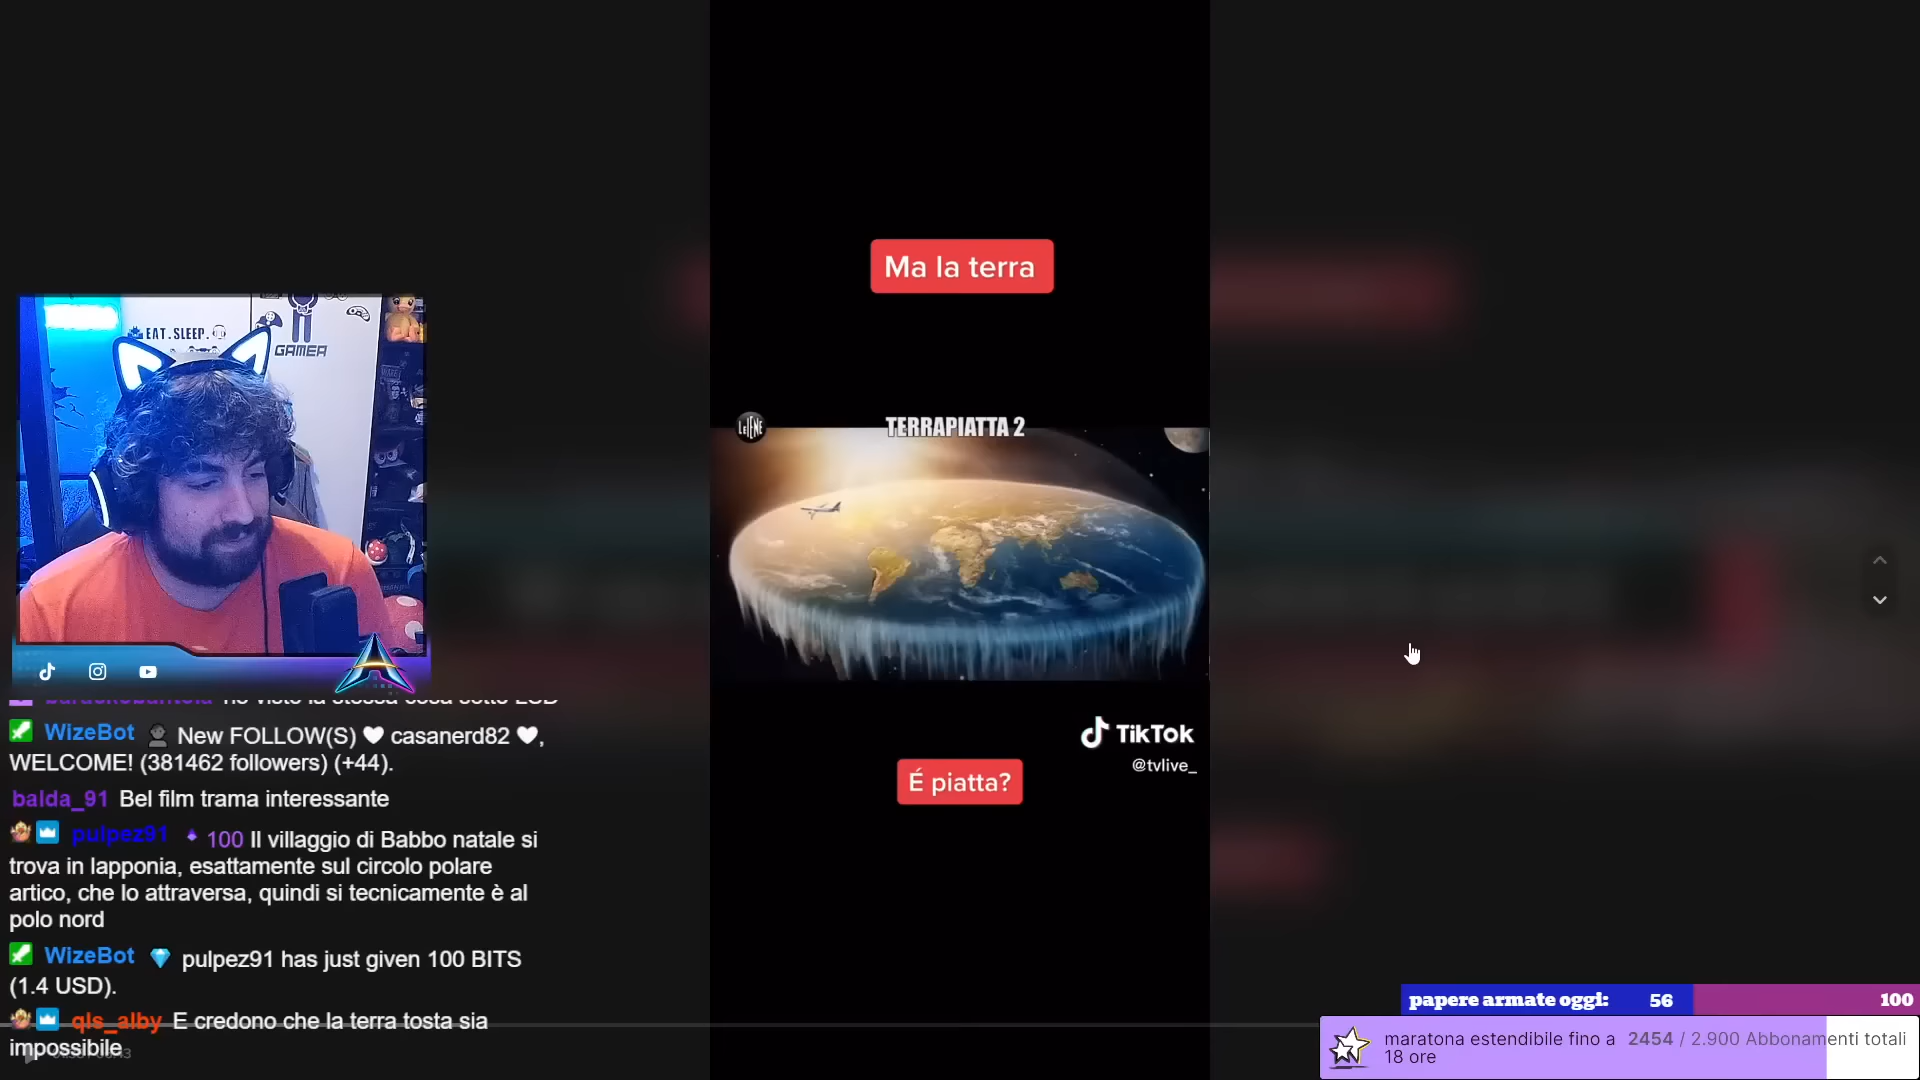 Ma la terra
LE IENE
TERRAPIATTA 2
TikTok
@tvlive_
É piatta?
EAT.SLEEP.
GAMER
WizeBot New FOLLOW(S) casanerd82 ,
WELCOME! (381462 followers) (+44).
balda_91 Bel film trama interessante
pulpez91 100 Il villaggio di Babbo natale si
trova in lapponia, esattamente sul circolo polare
artico, che lo attraversa, quindi si tecnicamente è al
polo nord
WizeBot pulpez91 has just given 100 BITS
(1.4 USD).
qls_alby E credono che la terra tosta sia
impossibile
papere armate oggi: 56 100
maratona estendibile fino a 2454 / 2.900 Abbonamenti totali
18 ore